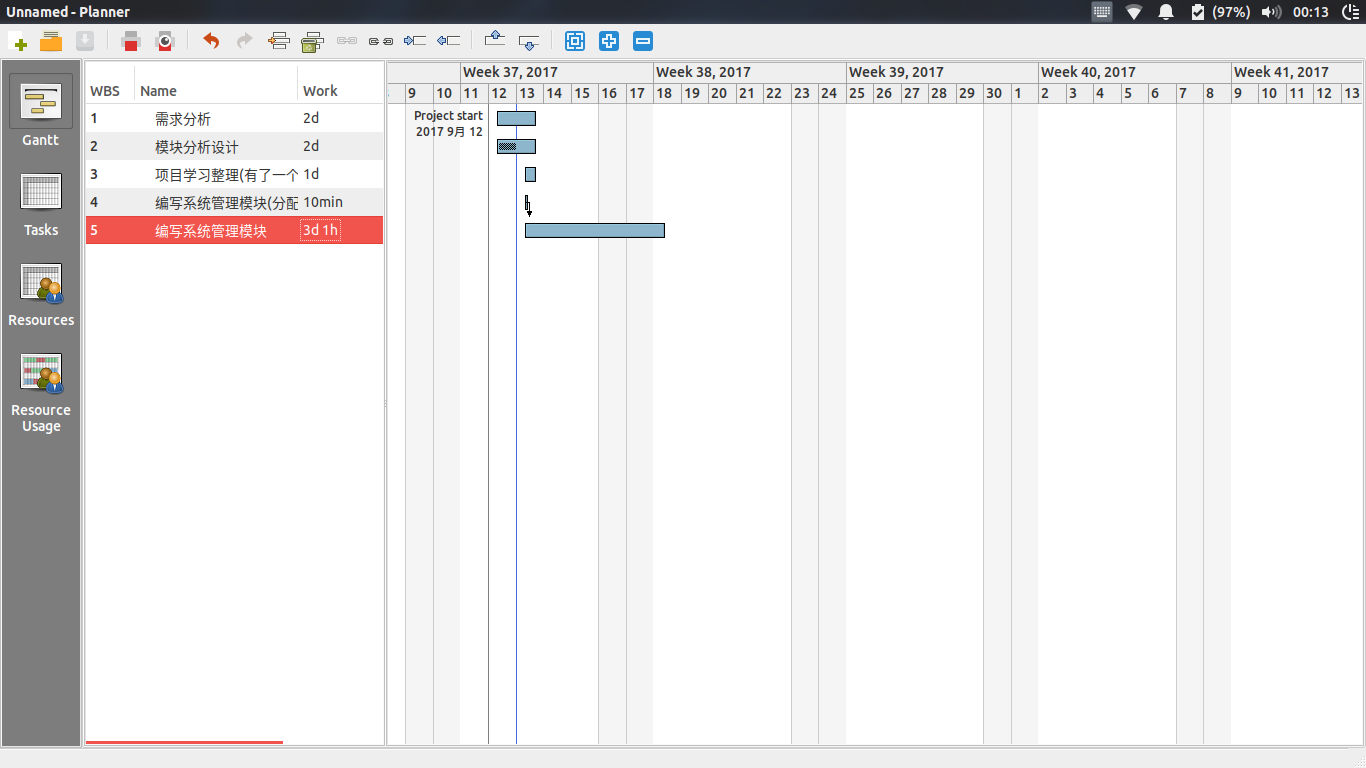 Unnamed - Planner
(97%)
00:13
Week 37, 2017 Week 38, 2017 Week 39, 2017 Week 40, 2017 Week 41, 2017
WBS Name Work
9 10 11 12 13 14 15 16 17 18 19 20 21 22 23 24 25 26 27 28 29 30 1 2 3 4 5 6 7 8 9 10 11 12 13
Gantt
Tasks
Resources
Resource
Usage
1 需求分析 2d
2 模块分析设计 2d
3 项目学习整理(有了一个 1d
4 编写系统管理模块(分配 10min
5 编写系统管理模块 3d 1h
Project start
2017 9月 12